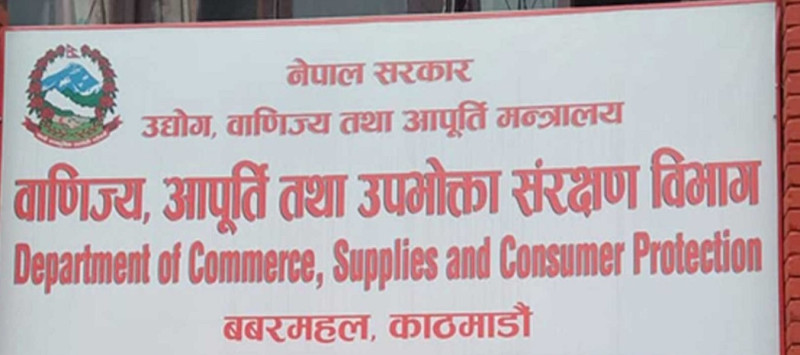 नेपाल सरकार
उद्योग, वाणिज्य तथा आपूर्ति मन्त्रालय
वाणिज्य, आपूर्ति तथा उपभोक्ता संरक्षण विभाग
Department of Commerce, Supplies and Consumer Protection
बबरमहल, काठमाडौं